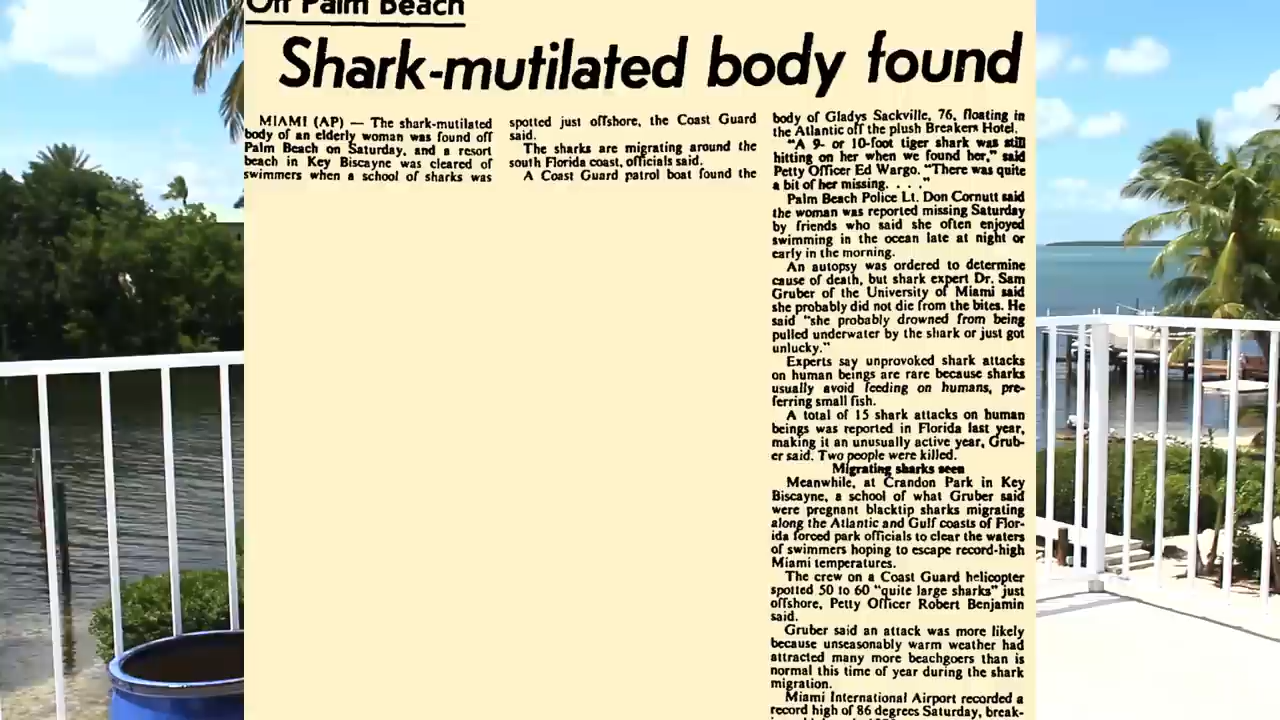 Off Palm Beach
Shark-mutilated body found
MIAMI (AP) — The shark-mutilated
body of an elderly woman was found off
Palm Beach on Saturday, and a resort
beach in Key Biscayne was cleared of
swimmers when a school of sharks was
spotted just offshore, the Coast Guard
said.
The sharks are migrating around the
south Florida coast, officials said.
A Coast Guard patrol boat found the
body of Gladys Sackville, 76, floating in
the Atlantic off the plush Breakers Hotel.
"A 9- or 10-foot tiger shark was still
hitting on her when we found her," said
Petty Officer Ed Wargo. "There was quite
a bit of her missing. . . ."
Palm Beach Police Lt. Don Cornutt said
the woman was reported missing Saturday
by friends who said she often enjoyed
swimming in the ocean late at night or
early in the morning.
An autopsy was ordered to determine
cause of death, but shark expert Dr. Sam
Gruber of the University of Miami said
she probably did not die from the bites. He
said "she probably drowned from being
pulled underwater by the shark or just got
unlucky."
Experts say unprovoked shark attacks
on human beings are rare because sharks
usually avoid feeding on humans, pre-
ferring small fish.
A total of 15 shark attacks on human
beings was reported in Florida last year,
making it an unusually active year, Grub-
er said. Two people were killed.
Migrating sharks seen
Meanwhile, at Crandon Park in Key
Biscayne, a school of what Gruber said
were pregnant blacktip sharks migrating
along the Atlantic and Gulf coasts of Flor-
ida forced park officials to clear the waters
of swimmers hoping to escape record-high
Miami temperatures.
The crew on a Coast Guard helicopter
spotted 50 to 60 "quite large sharks" just
offshore, Petty Officer Robert Benjamin
said.
Gruber said an attack was more likely
because unseasonably warm weather had
attracted many more beachgoers than is
normal this time of year during the shark
migration.
Miami International Airport recorded a
record high of 86 degrees Saturday, break-